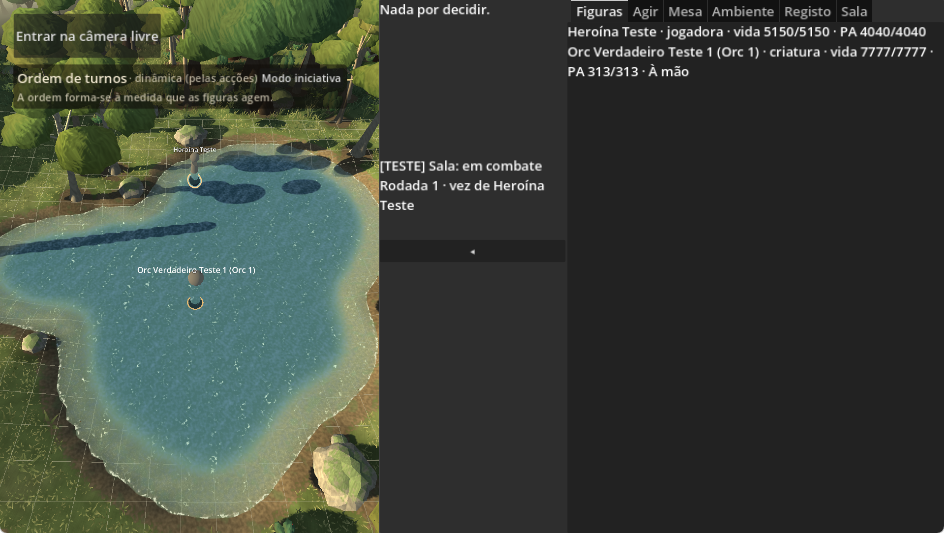 Entrar na câmera livre
Ordem de turnos · dinâmica (pelas acções) Modo iniciativa
A ordem forma-se à medida que as figuras agem.
Heroína Teste
Orc Verdadeiro Teste 1 (Orc 1)
Nada por decidir.
[TESTE] Sala: em combate
Rodada 1 · vez de Heroína
Teste
Figuras Agir Mesa Ambiente Registo Sala
Heroína Teste · jogadora · vida 5150/5150 · PA 4040/4040
Orc Verdadeiro Teste 1 (Orc 1) · criatura · vida 7777/7777 ·
PA 313/313 · À mão